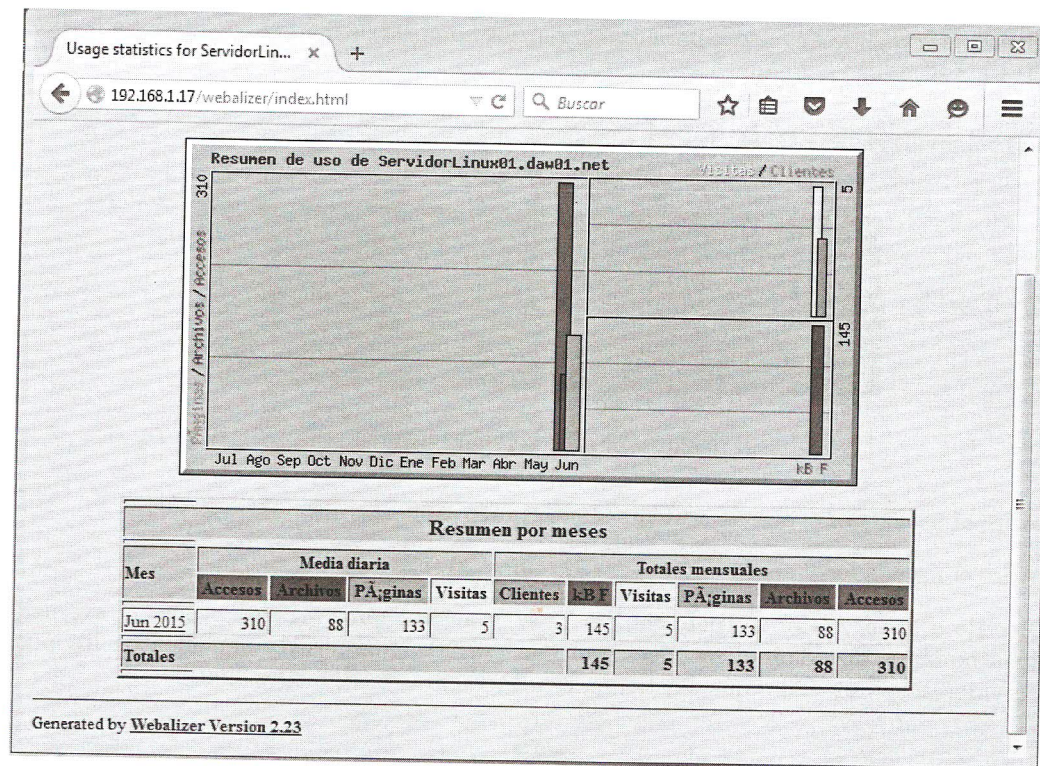 Usage statistics for ServidorLin... × +
192.168.1.17/webalizer/index.html
Buscar
Resumen de uso de ServidorLinux01.daw01.net
Visitas / Clientes
310
5
Páginas / Archivos / Accesos
145
Jul Ago Sep Oct Nov Dic Ene Feb Mar Abr May Jun
kB F
Resumen por meses
Mes
Media diaria
Totales mensuales
Accesos Archivos PÃ¡ginas Visitas Clientes kB F Visitas PÃ¡ginas Archivos Accesos
Jun 2015 310 88 133 5 3 145 5 133 88 310
Totales 145 5 133 88 310
Generated by Webalizer Version 2.23